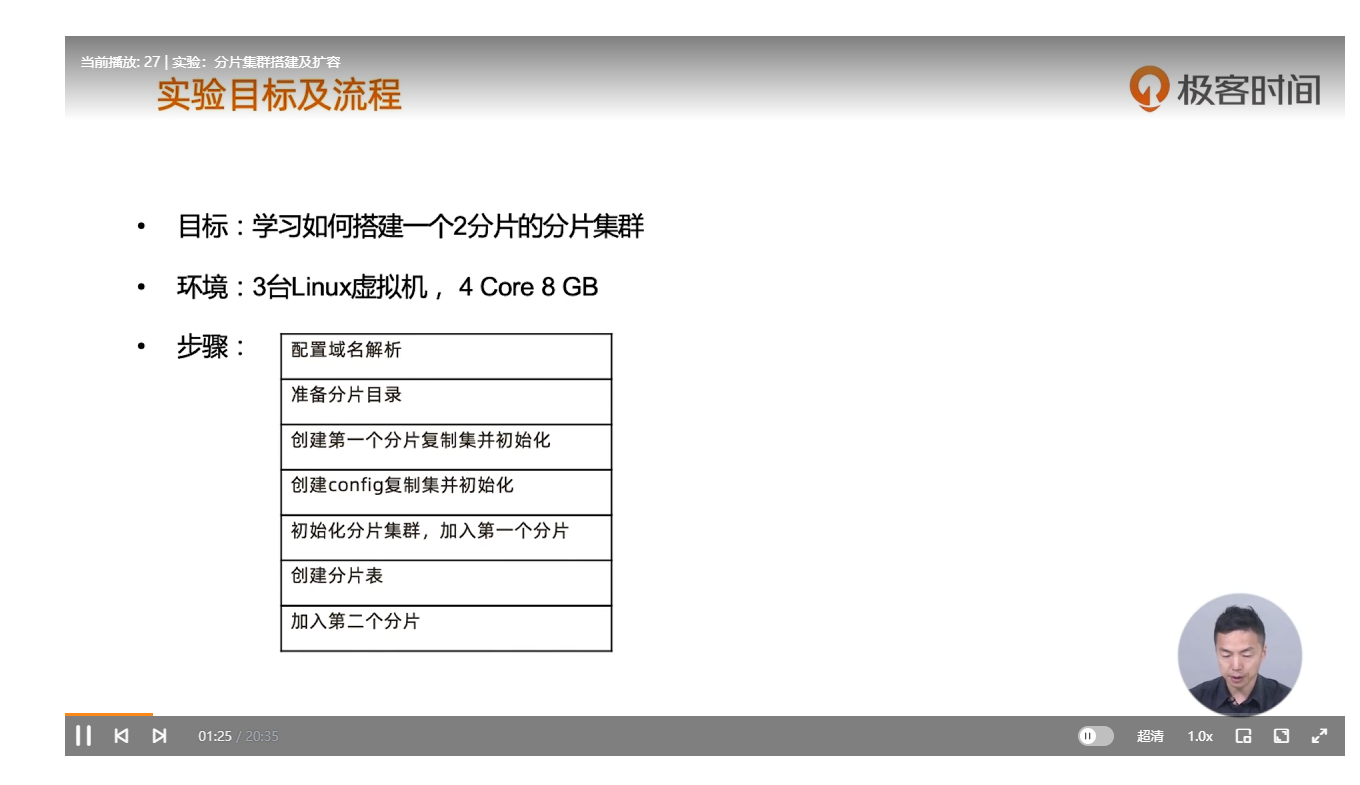 当前播放: 27 | 实验：分片集群搭建及扩容
实验目标及流程
极客时间
• 目标：学习如何搭建一个2分片的分片集群
• 环境：3台Linux虚拟机， 4 Core 8 GB
• 步骤：
配置域名解析
准备分片目录
创建第一个分片复制集并初始化
创建config复制集并初始化
初始化分片集群，加入第一个分片
创建分片表
加入第二个分片
01:25 / 20:35
超清
1.0x